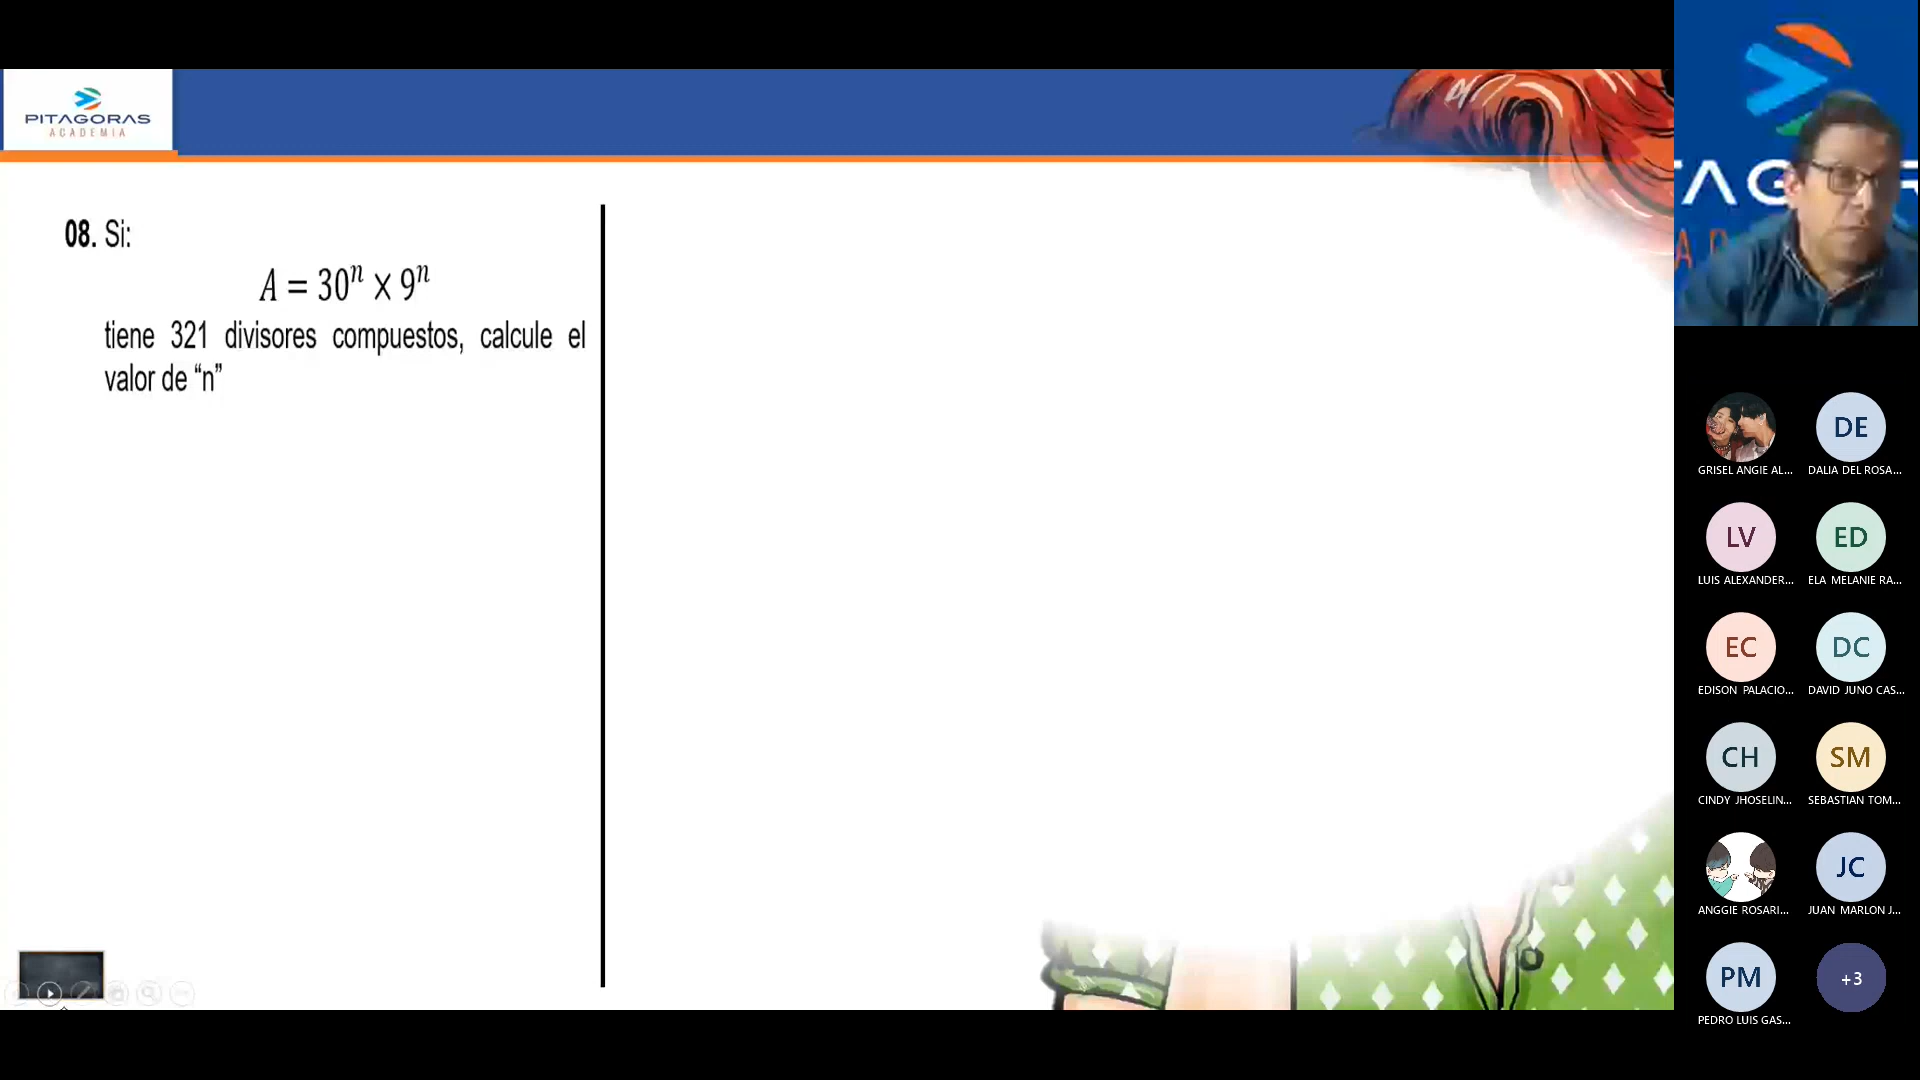 PITAGORAS
ACADEMIA
08. Si:
A = 30ⁿ × 9ⁿ
tiene 321 divisores compuestos, calcule el
valor de “n”
GRISEL ANGIE AL...
DE
DALIA DEL ROSA...
LV
LUIS ALEXANDER...
ED
ELA MELANIE RA...
EC
EDISON PALACIO...
DC
DAVID JUNO CAS...
CH
CINDY JHOSELIN...
SM
SEBASTIAN TOM...
ANGGIE ROSARI...
JC
JUAN MARLON J...
PM
PEDRO LUIS GAS...
+3